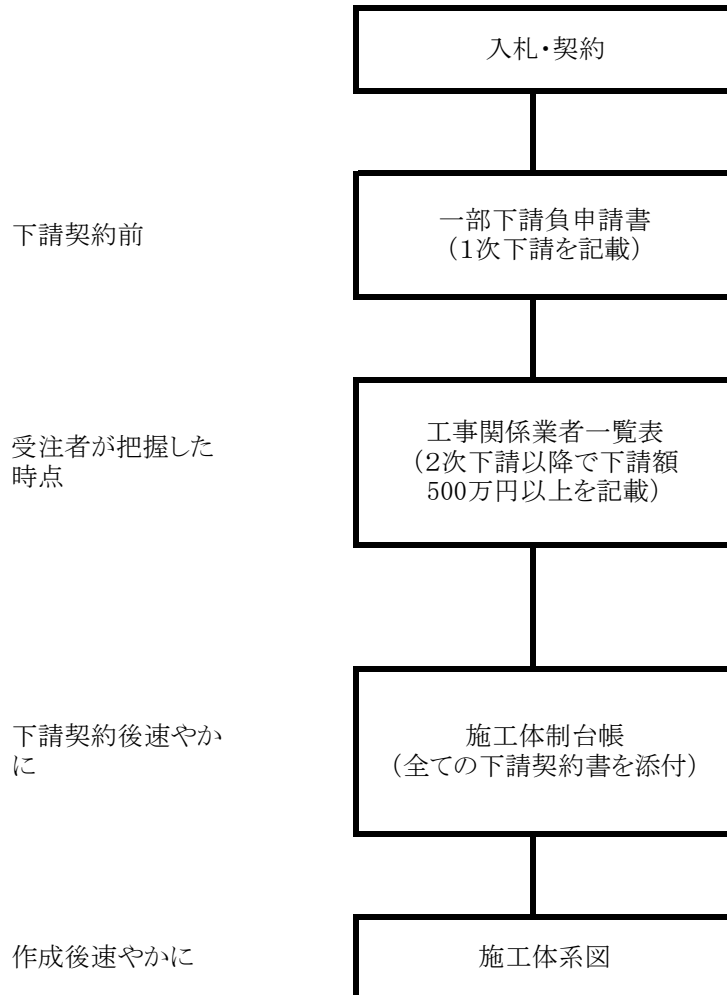 入札・契約
下請契約前
一部下請負申請書
（１次下請を記載）
受注者が把握した
時点
工事関係業者一覧表
（２次下請以降で下請額
500万円以上を記載）
下請契約後速やか
に
施工体制台帳
（全ての下請契約書を添付）
作成後速やかに
施工体系図